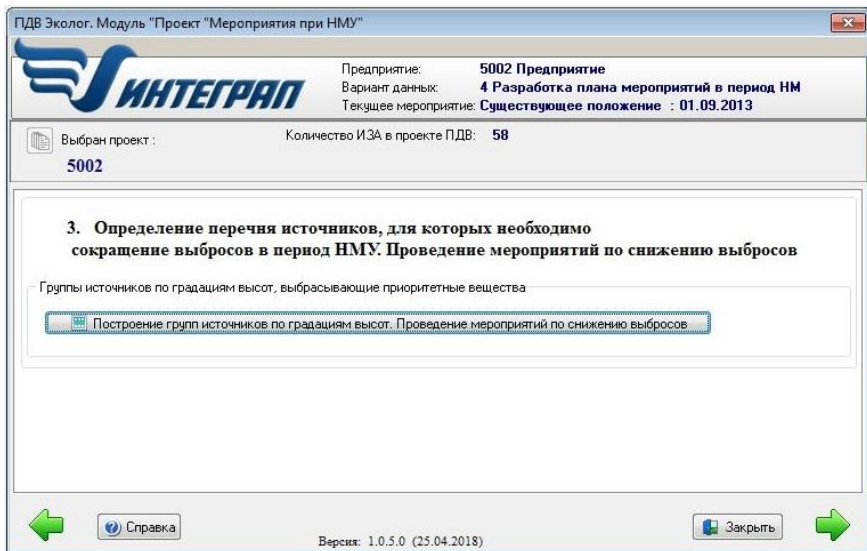 ПДВ Эколог. Модуль "Проект "Мероприятия при НМУ"
ИНТЕГРАЛ
Предприятие: 5002 Предприятие
Вариант данных: 4 Разработка плана мероприятий в период НМ
Текущее мероприятие: Существующее положение : 01.09.2013
Выбран проект :
5002
Количество ИЗА в проекте ПДВ: 58
3. Определение перечня источников, для которых необходимо
сокращение выбросов в период НМУ. Проведение мероприятий по снижению выбросов
Группы источников по градациям высот, выбрасывающие приоритетные вещества
Построение групп источников по градациям высот. Проведение мероприятий по снижению выбросов
Справка
Версия: 1.0.5.0 (25.04.2018)
Закрыть